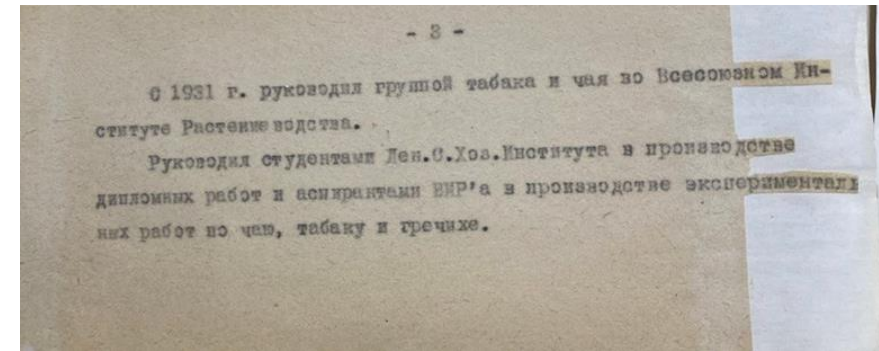 - 3 -
С 1931 г. руководил группой табака и чая во Всесоюзном Ин-
ституте Растениеводства.
Руководил студентами Лен.С.Хоз.Института в производстве
дипломных работ и аспирантами ВИР'а в производстве эксперименталь
ных работ по чаю, табаку и гречихе.